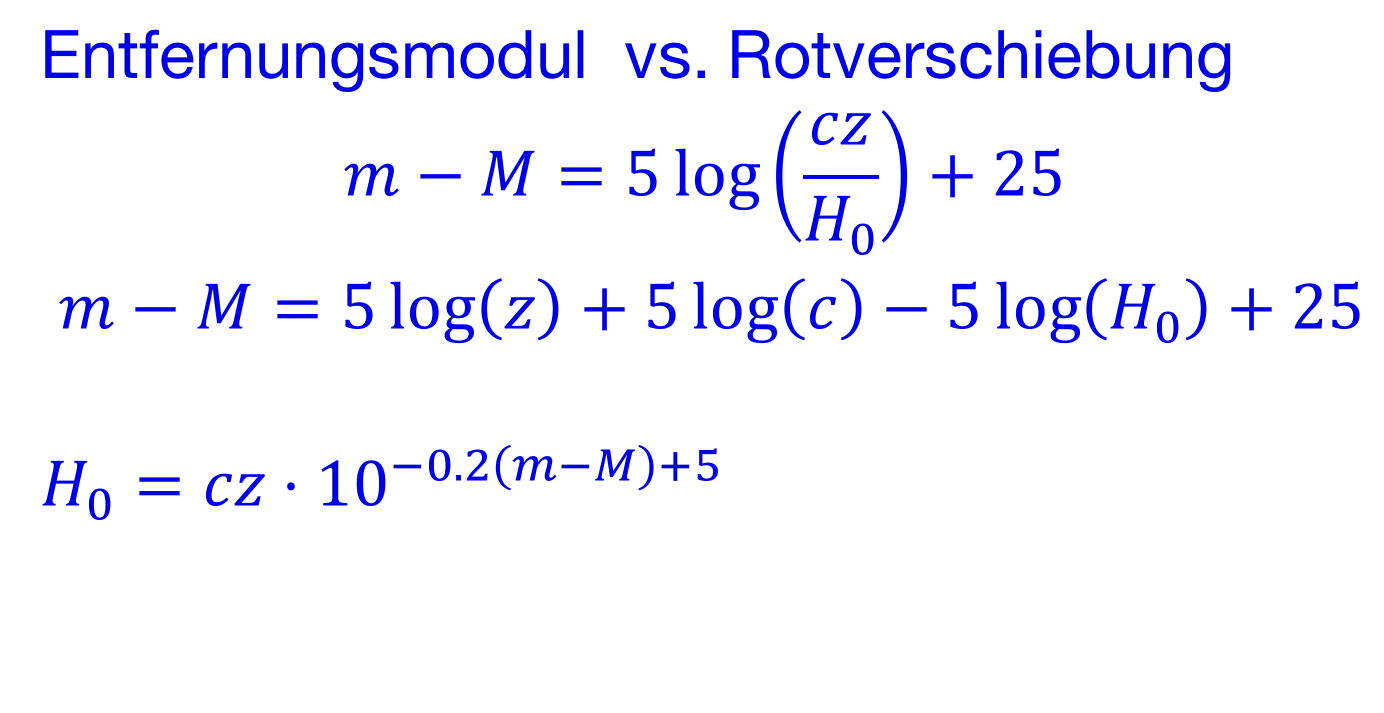 Entfernungsmodul vs. Rotverschiebung
m − M = 5 log(cz/H₀) + 25
m − M = 5 log(z) + 5 log(c) − 5 log(H₀) + 25
H₀ = cz · 10^{−0.2(m−M)+5}